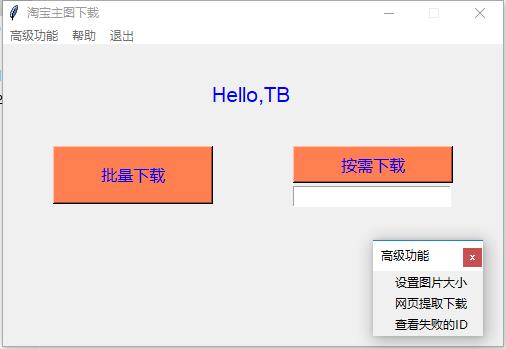 淘宝主图下载
高级功能 帮助 退出
Hello,TB
批量下载 按需下载
高级功能 x
设置图片大小
网页提取下载
查看失败的ID